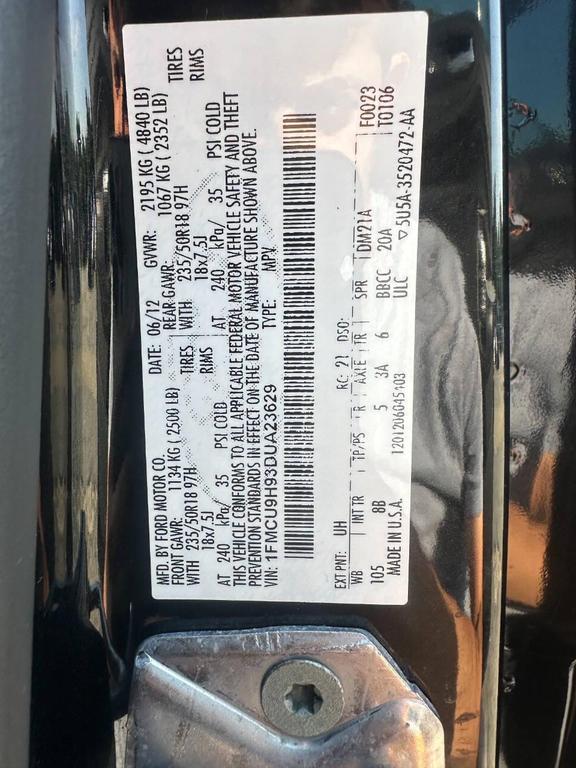 MFD. BY FORD MOTOR CO. DATE: 06/12 GVWR: 2195 KG ( 4840 LB)
FRONT GAWR: REAR GAWR: 1067 KG ( 2352 LB)
1134 KG ( 2500 LB) WITH
WITH 235/50R18 97H TIRES 235/50R18 97H TIRES
18x7.5J RIMS 18x7.5J RIMS
AT 240 kPa/ 35 PSI COLD AT 240 kPa/ 35 PSI COLD
THIS VEHICLE CONFORMS TO ALL APPLICABLE FEDERAL MOTOR VEHICLE SAFETY AND THEFT
PREVENTION STANDARDS IN EFFECT ON THE DATE OF MANUFACTURE SHOWN ABOVE.
VIN: 1FMCU9H93DUA23629 TYPE: MPV
F0023
T0106
EXT PNT: UH RC: 21 DSO:
WB INT TR TP/PS R AXLE TR SPR DM21A
105 8B 5 3A 6 BBCC 20A
MADE IN U.S.A. ULC
1201206045103 ▽5U5A-3520472-AA